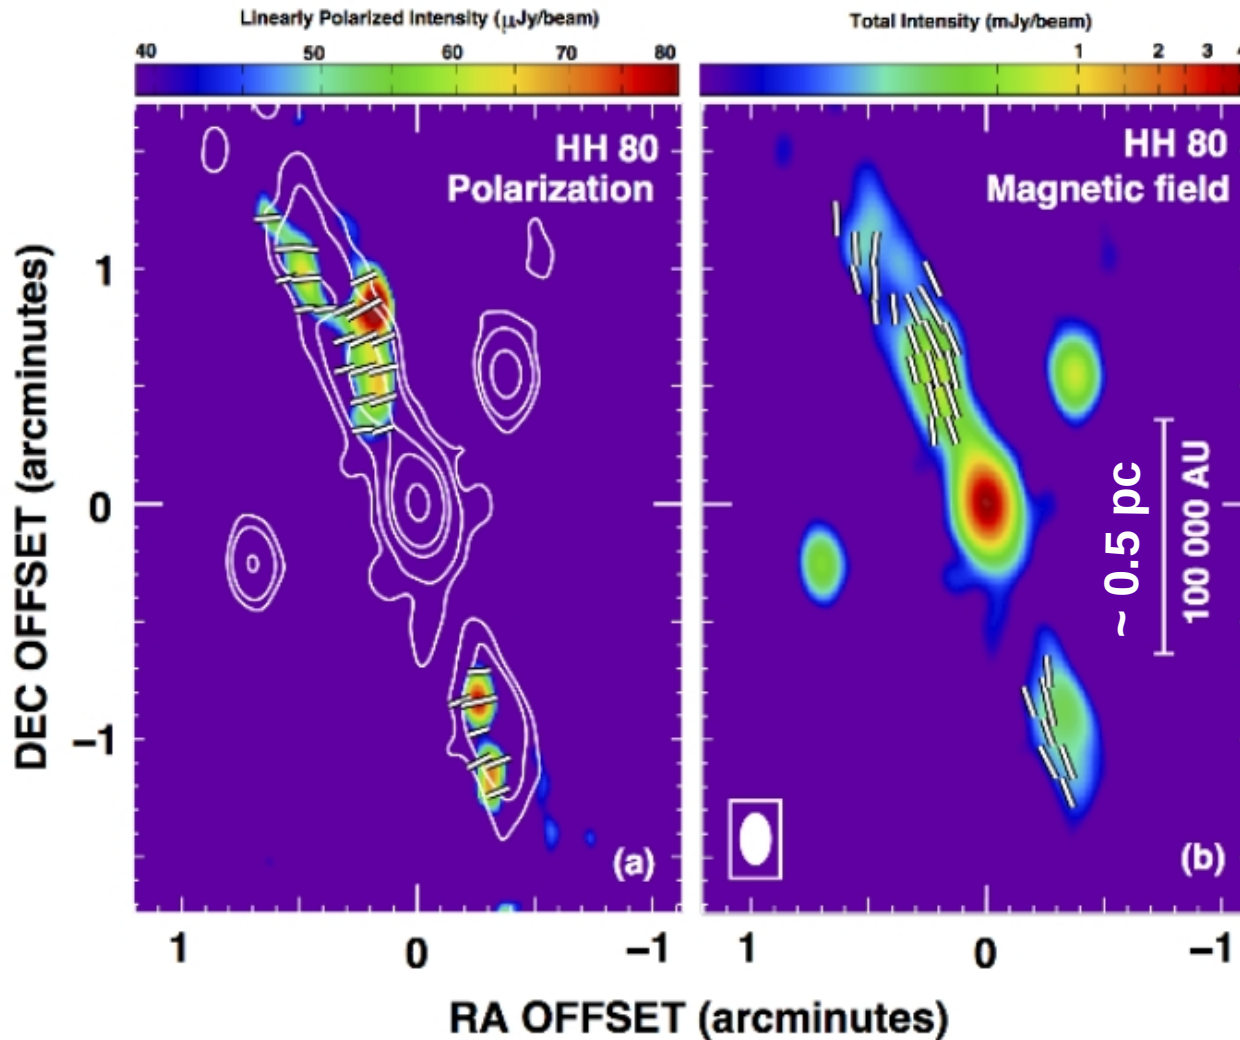 Linearly Polarized Intensity (μJy/beam)
40 50 60 70 80
Total Intensity (mJy/beam)
1 2 3 4
HH 80
Polarization
HH 80
Magnetic field
DEC OFFSET (arcminutes)
1
0
−1
~ 0.5 pc
100 000 AU
(a)
(b)
1 0 −1
1 0 −1
RA OFFSET (arcminutes)